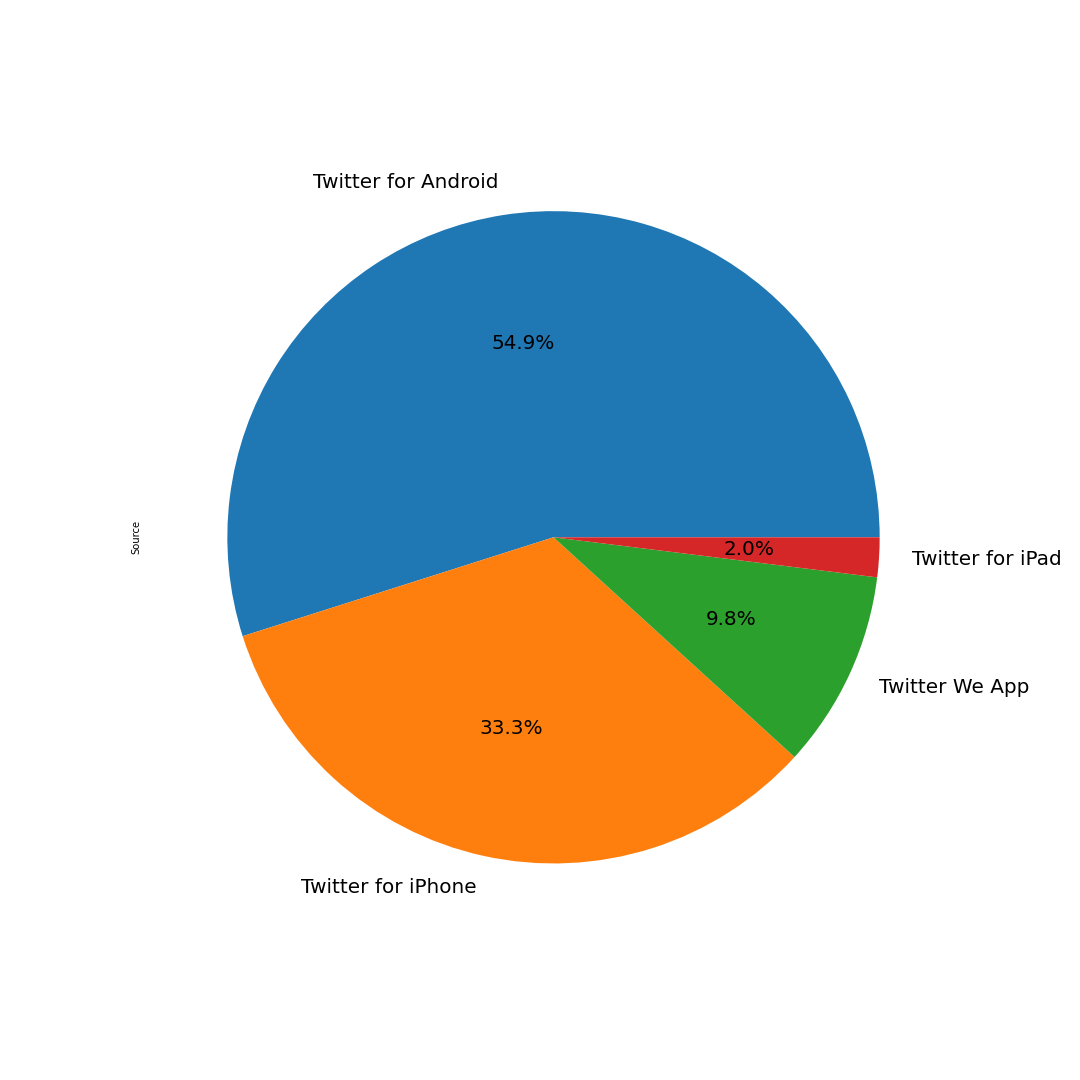 Twitter for Android
54.9%
Source
2.0%
Twitter for iPad
9.8%
Twitter We App
33.3%
Twitter for iPhone